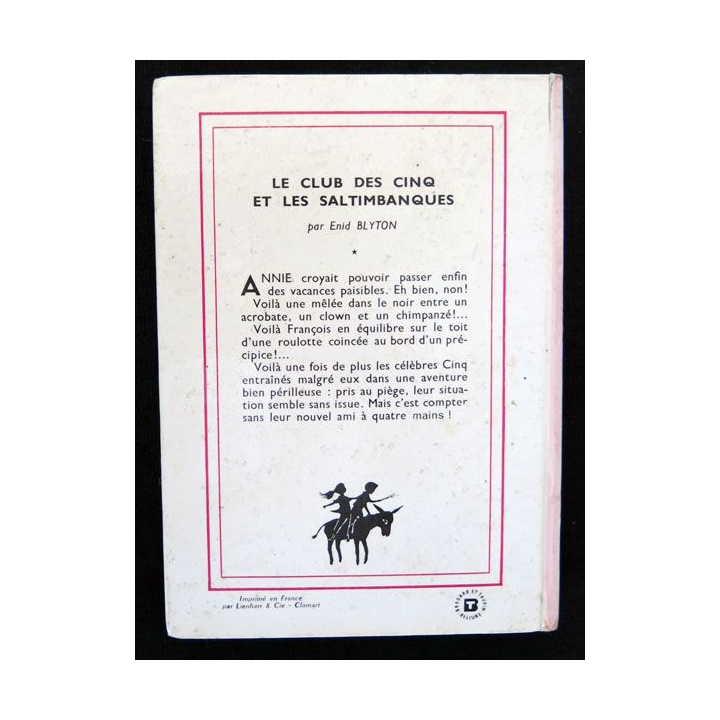 LE CLUB DES CINQ
ET LES SALTIMBANQUES
par Enid BLYTON
ANNIE croyait pouvoir passer enfin
des vacances paisibles. Eh bien, non!
Voilà une mêlée dans le noir entre un
acrobate, un clown et un chimpanzé!...
Voilà François en équilibre sur le toit
d'une roulotte coincée au bord d'un pré-
cipice!...
Voilà une fois de plus les célèbres Cinq
entraînés malgré eux dans une aventure
bien périlleuse : pris au piège, leur situa-
tion semble sans issue. Mais c'est compter
sans leur nouvel ami à quatre mains !
Imprimé en France
par Lienhart & Cie - Clamart
BRODARD ET TAUPIN
RELIURE